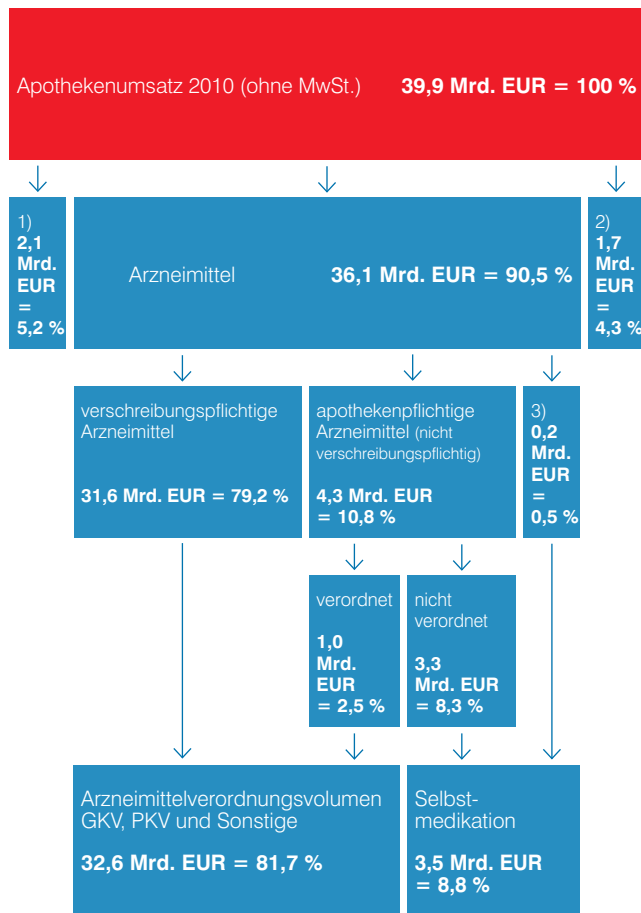 Apothekenumsatz 2010 (ohne MwSt.) 39,9 Mrd. EUR = 100 %
1)
2,1
Mrd.
EUR
=
5,2 %
Arzneimittel 36,1 Mrd. EUR = 90,5 %
2)
1,7
Mrd.
EUR
=
4,3 %
verschreibungspflichtige
Arzneimittel
31,6 Mrd. EUR = 79,2 %
apothekenpflichtige
Arzneimittel (nicht
verschreibungspflichtig)
4,3 Mrd. EUR
= 10,8 %
3)
0,2
Mrd.
EUR
=
0,5 %
verordnet
1,0
Mrd.
EUR
= 2,5 %
nicht
verordnet
3,3
Mrd. EUR
= 8,3 %
Arzneimittelverordnungsvolumen
GKV, PKV und Sonstige
32,6 Mrd. EUR = 81,7 %
Selbst-
medikation
3,5 Mrd. EUR
= 8,8 %